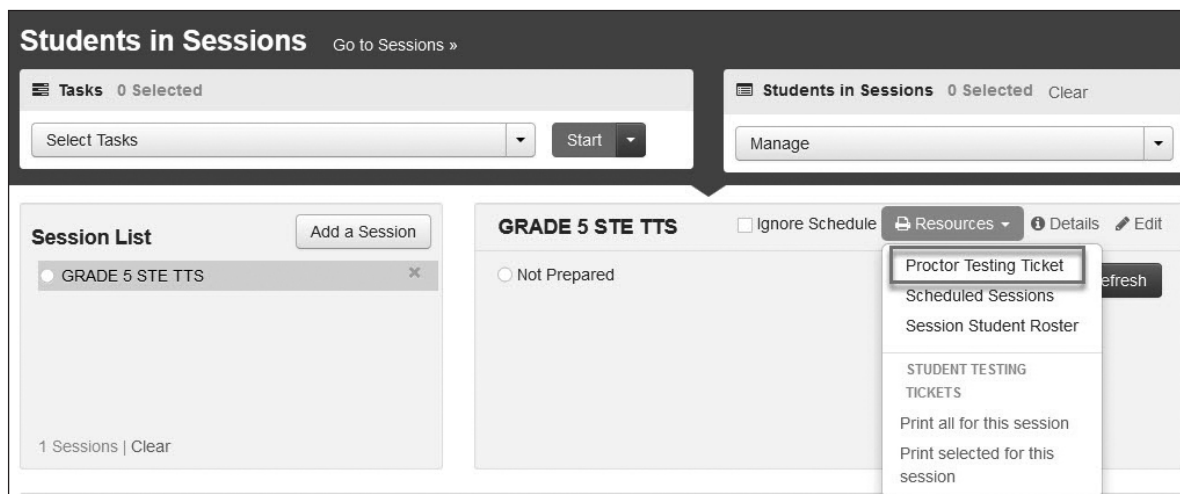 Students in Sessions Go to Sessions »
Tasks 0 Selected
Select Tasks
Start
Students in Sessions 0 Selected Clear
Manage
Session List
Add a Session
GRADE 5 STE TTS
1 Sessions | Clear
GRADE 5 STE TTS
Ignore Schedule
Resources
Details
Edit
Not Prepared
efresh
Proctor Testing Ticket
Scheduled Sessions
Session Student Roster
STUDENT TESTING
TICKETS
Print all for this session
Print selected for this
session